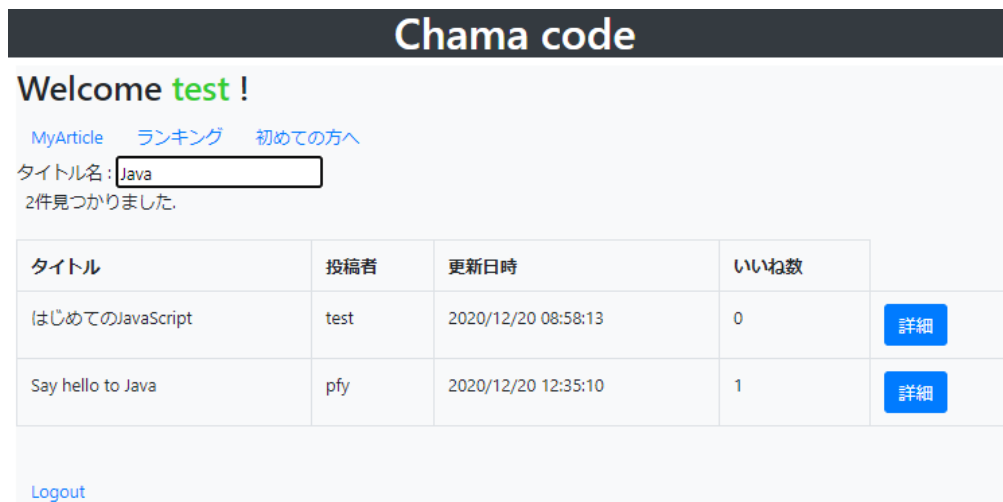 Chama code
Welcome test !
MyArticle ランキング 初めての方へ
タイトル名 : Java
2件見つかりました.
タイトル 投稿者 更新日時 いいね数
はじめてのJavaScript test 2020/12/20 08:58:13 0 詳細
Say hello to Java pfy 2020/12/20 12:35:10 1 詳細
Logout